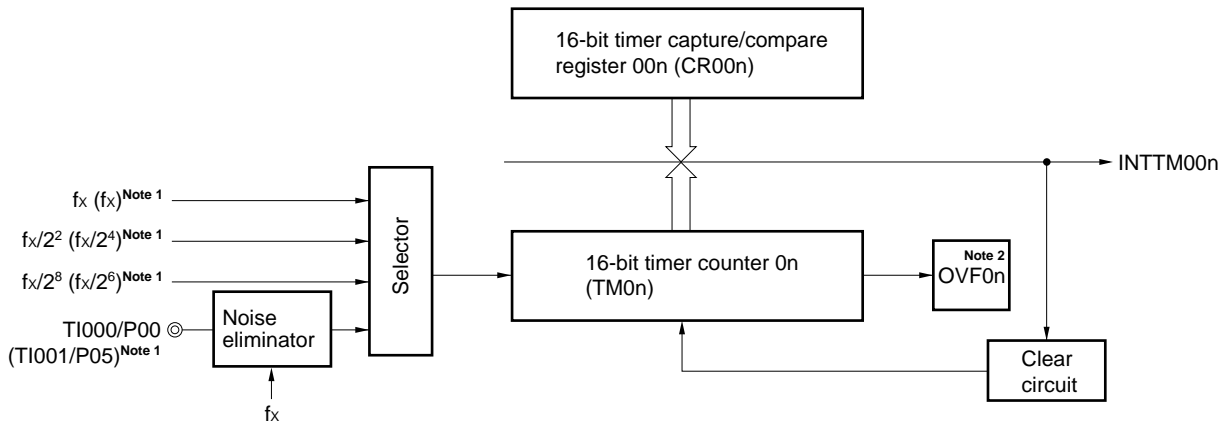 16-bit timer capture/compare
register 00n (CR00n)
INTTM00n
fX (fX)Note 1
fX/2² (fX/2⁴)Note 1
fX/2⁸ (fX/2⁶)Note 1
Selector
16-bit timer counter 0n
(TM0n)
Note 2
OVF0n
TI000/P00
(TI001/P05)Note 1
Noise
eliminator
Clear
circuit
fX